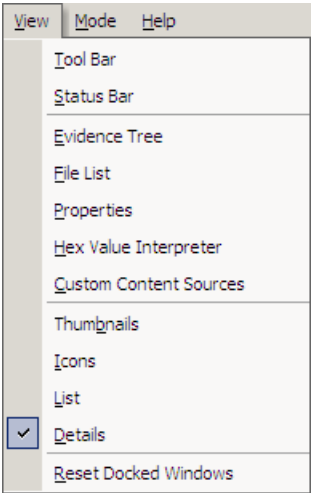 View Mode Help
Tool Bar
Status Bar
Evidence Tree
File List
Properties
Hex Value Interpreter
Custom Content Sources
Thumbnails
Icons
List
Details
Reset Docked Windows